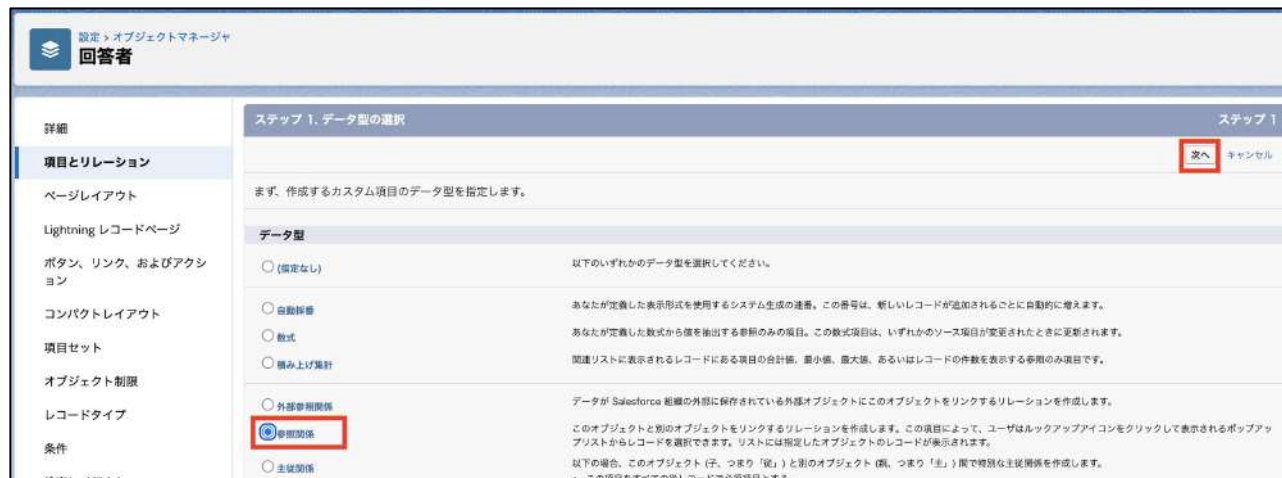 設定 > オブジェクトマネージャ
回答者
詳細
項目とリレーション
ページレイアウト
Lightning レコードページ
ボタン、リンク、およびアクシ
ョン
コンパクトレイアウト
項目セット
オブジェクト制限
レコードタイプ
条件
ステップ 1. データ型の選択
ステップ 1
次へ キャンセル
まず、作成するカスタム項目のデータ型を指定します。
データ型
(指定なし) 以下のいずれかのデータ型を選択してください。
自動採番 あなたが定義した表示形式を使用するシステム生成の連番。この番号は、新しいレコードが追加されるごとに自動的に増えます。
数式 あなたが定義した数式から値を抽出する参照のみの項目。この数式項目は、いずれかのソース項目が変更されたときに更新されます。
積み上げ集計 関連リストに表示されるレコードにある項目の合計値、最小値、最大値、あるいはレコードの件数を表示する参照のみ項目です。
外部参照関係 データが Salesforce 組織の外部に保存されている外部オブジェクトにこのオブジェクトをリンクするリレーションを作成します。
参照関係 このオブジェクトと別のオブジェクトをリンクするリレーションを作成します。この項目によって、ユーザはルックアップアイコンをクリックして表示されるポップアッ
プリストからレコードを選択できます。リストには指定したオブジェクトのレコードが表示されます。
主従関係 以下の場合、このオブジェクト (子、つまり「従」) と別のオブジェクト (親、つまり「主」) 間で特別な主従関係を作成します。